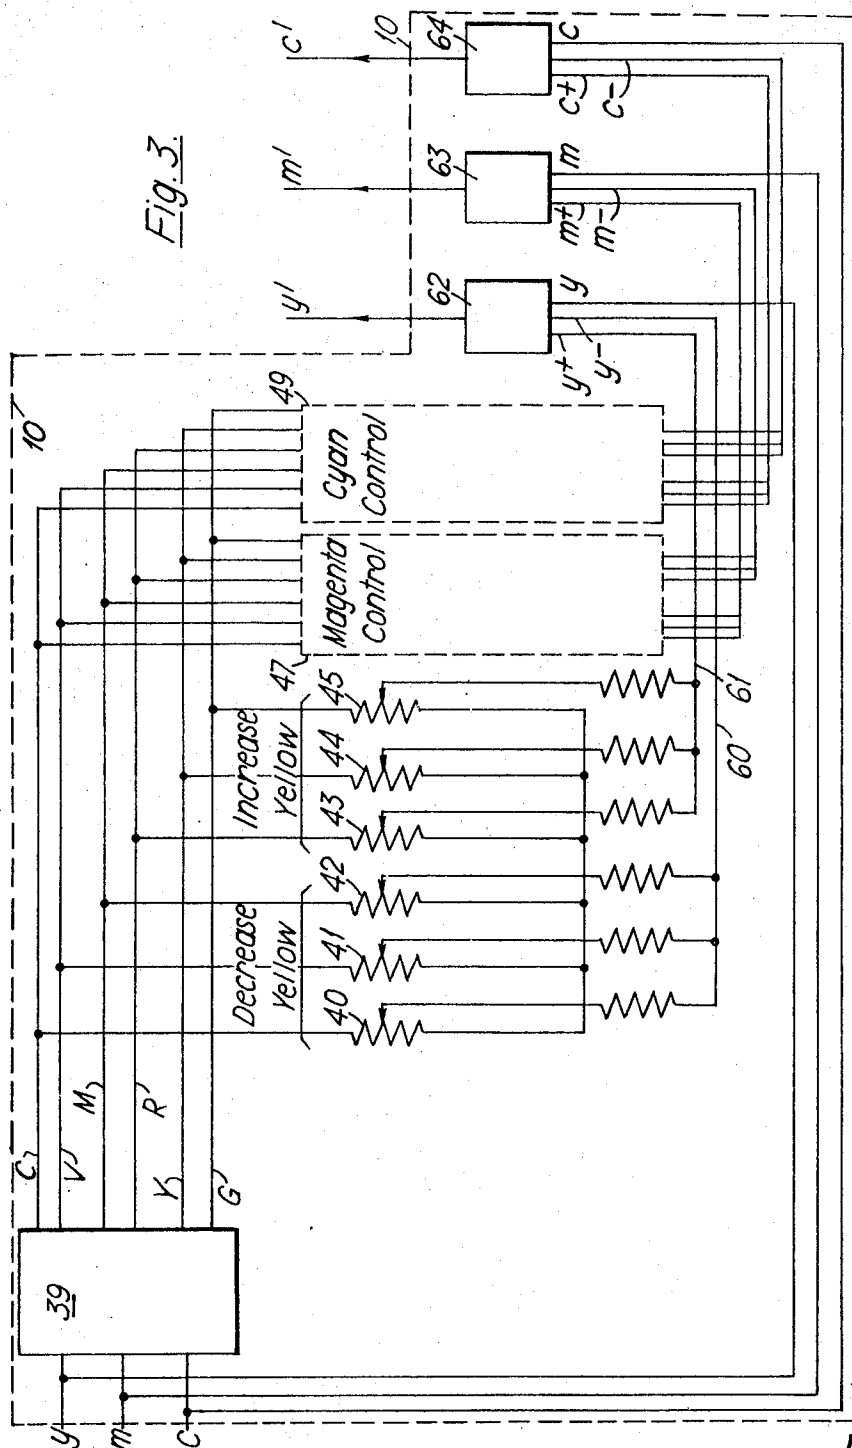 Fig. 3.
10
y
m
c
39
C
V
M
R
Y
G
Decrease
Yellow
Increase
Yellow
40
41
42
43
44
45
47
Magenta
Control
49
Cyan
Control
60
61
62
63
64
y+
y-
y
m+
m-
m
c+
c-
c
y'
m'
c'
10